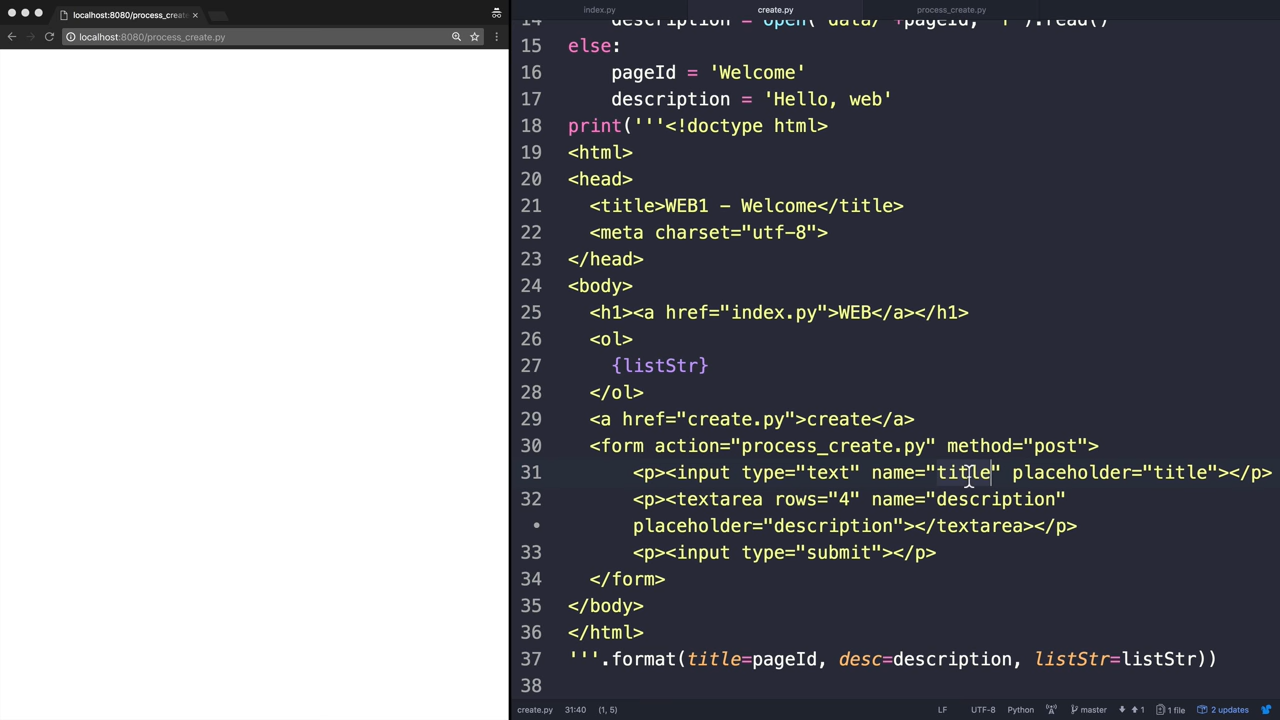 localhost:8080/process_create
localhost:8080/process_create.py
index.py
create.py
process_create.py
14 description = open('data/'+pageId, 'r').read()
15 else:
16 pageId = 'Welcome'
17 description = 'Hello, web'
18 print('''<!doctype html>
19 <html>
20 <head>
21 <title>WEB1 - Welcome</title>
22 <meta charset="utf-8">
23 </head>
24 <body>
25 <h1><a href="index.py">WEB</a></h1>
26 <ol>
27 {listStr}
28 </ol>
29 <a href="create.py">create</a>
30 <form action="process_create.py" method="post">
31 <p><input type="text" name="title" placeholder="title"></p>
32 <p><textarea rows="4" name="description"
• placeholder="description"></textarea></p>
33 <p><input type="submit"></p>
34 </form>
35 </body>
36 </html>
37 '''.format(title=pageId, desc=description, listStr=listStr))
38
create.py 31:40 (1, 5) LF UTF-8 Python master 1 1 file 2 updates